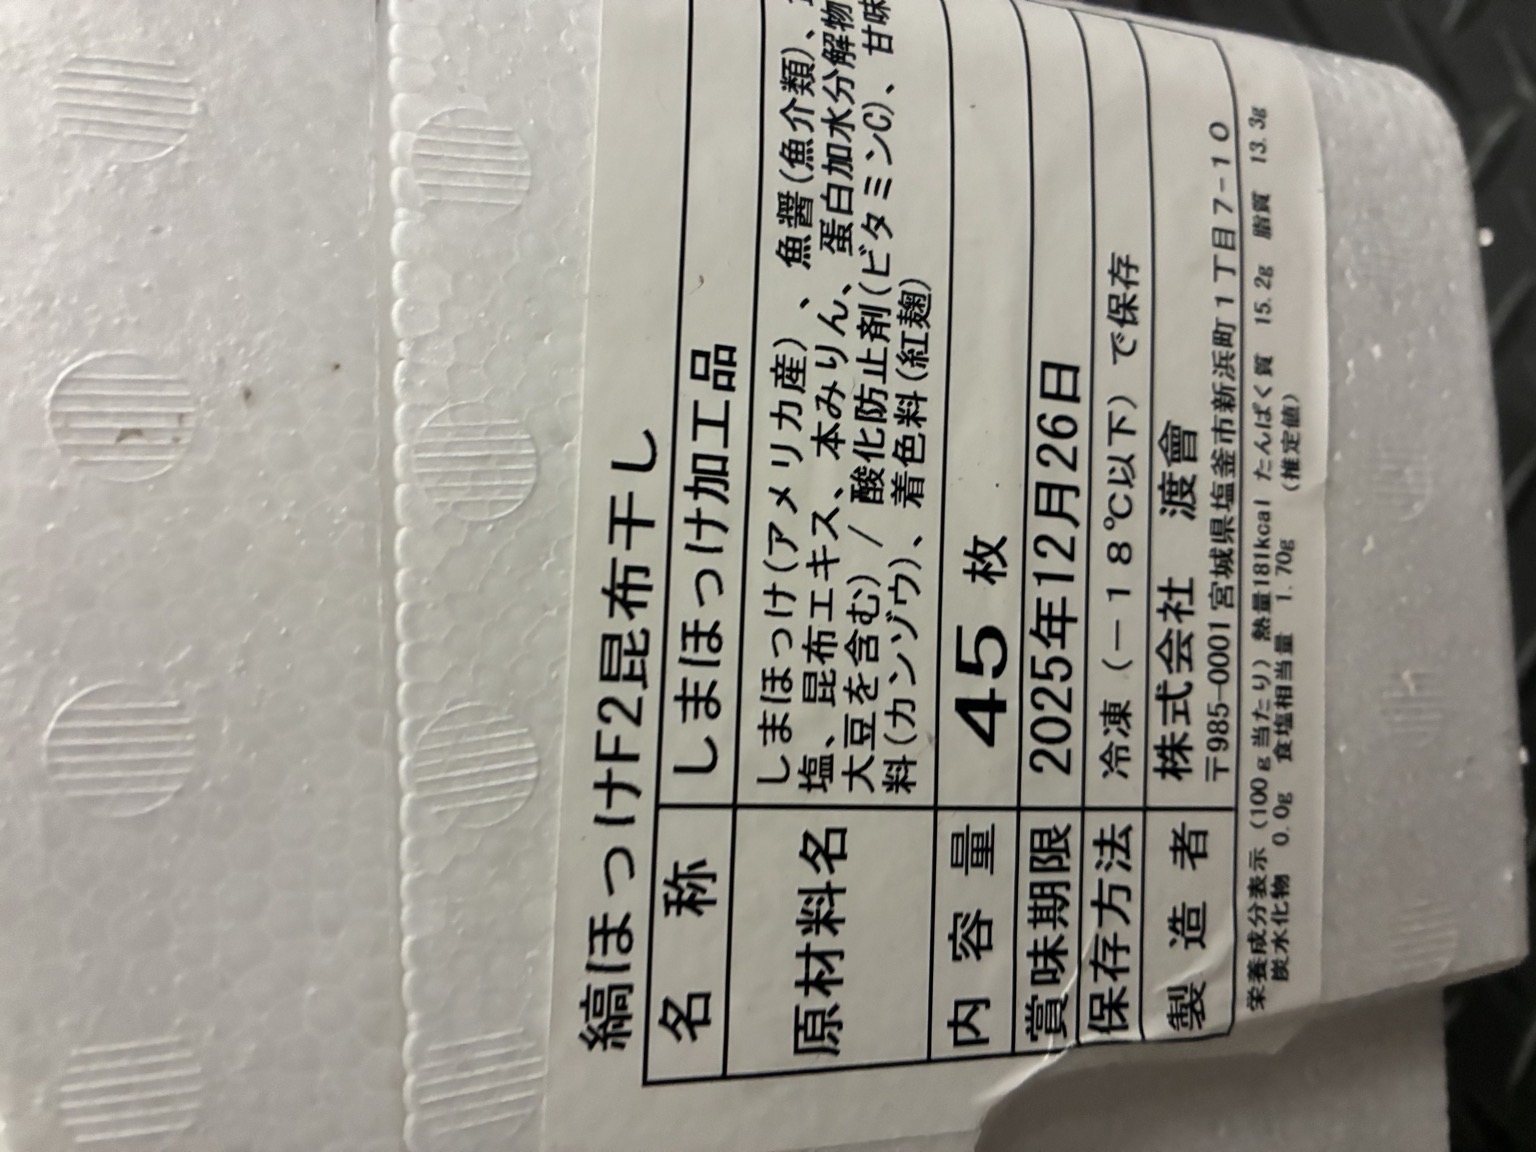 縞ほっけF2昆布干し
名称 しまほっけ加工品
原材料名 しまほっけ(アメリカ産)、魚醤(魚介類)、
塩、昆布エキス、本みりん、蛋白加水分解物
大豆を含む)/酸化防止剤(ビタミンC)、甘味
料(カンゾウ)、着色料(紅麹)
内容量 45枚
賞味期限 2025年12月26日
保存方法 冷凍(-18℃以下)で保存
製造者 株式会社 渡會
〒985-0001宮城県塩釜市新浜町1丁目7-10
栄養成分表示(100g当たり)熱量181kcal たんぱく質 15.2g 脂質 13.3g
炭水化物 0.0g 食塩相当量 1.70g (推定値)